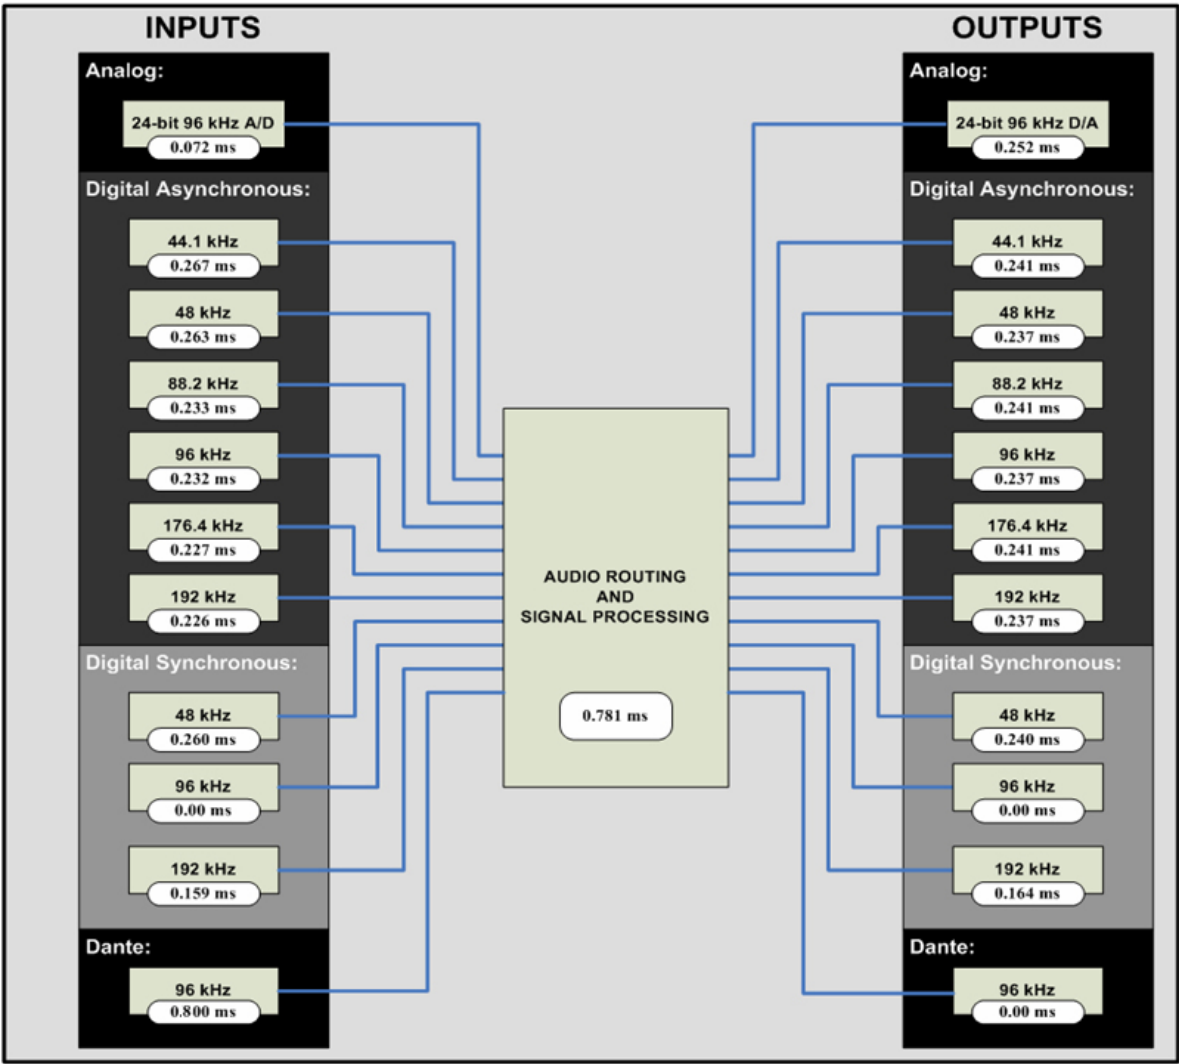 INPUTS
Analog:
24-bit 96 kHz A/D
0.072 ms
Digital Asynchronous:
44.1 kHz
0.267 ms
48 kHz
0.263 ms
88.2 kHz
0.233 ms
96 kHz
0.232 ms
176.4 kHz
0.227 ms
192 kHz
0.226 ms
Digital Synchronous:
48 kHz
0.260 ms
96 kHz
0.00 ms
192 kHz
0.159 ms
Dante:
96 kHz
0.800 ms
AUDIO ROUTING
AND
SIGNAL PROCESSING
0.781 ms
OUTPUTS
Analog:
24-bit 96 kHz D/A
0.252 ms
Digital Asynchronous:
44.1 kHz
0.241 ms
48 kHz
0.237 ms
88.2 kHz
0.241 ms
96 kHz
0.237 ms
176.4 kHz
0.241 ms
192 kHz
0.237 ms
Digital Synchronous:
48 kHz
0.240 ms
96 kHz
0.00 ms
192 kHz
0.164 ms
Dante:
96 kHz
0.00 ms